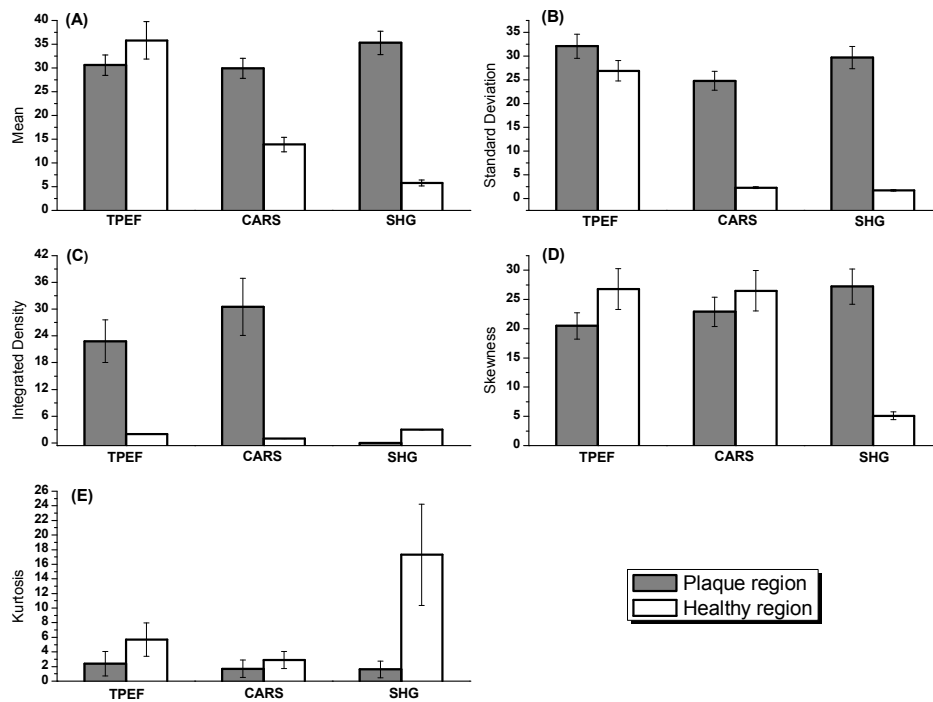 (A)
Mean
40
35
30
25
20
15
10
5
0
TPEF CARS SHG
(B)
Standard Deviation
35
30
25
20
15
10
5
0
TPEF CARS SHG
(C)
Integrated Density
42
36
30
24
18
12
6
0
TPEF CARS SHG
(D)
Skewness
30
25
20
15
10
5
0
TPEF CARS SHG
(E)
Kurtosis
26
24
22
20
18
16
14
12
10
8
6
4
2
0
TPEF CARS SHG
Plaque region
Healthy region